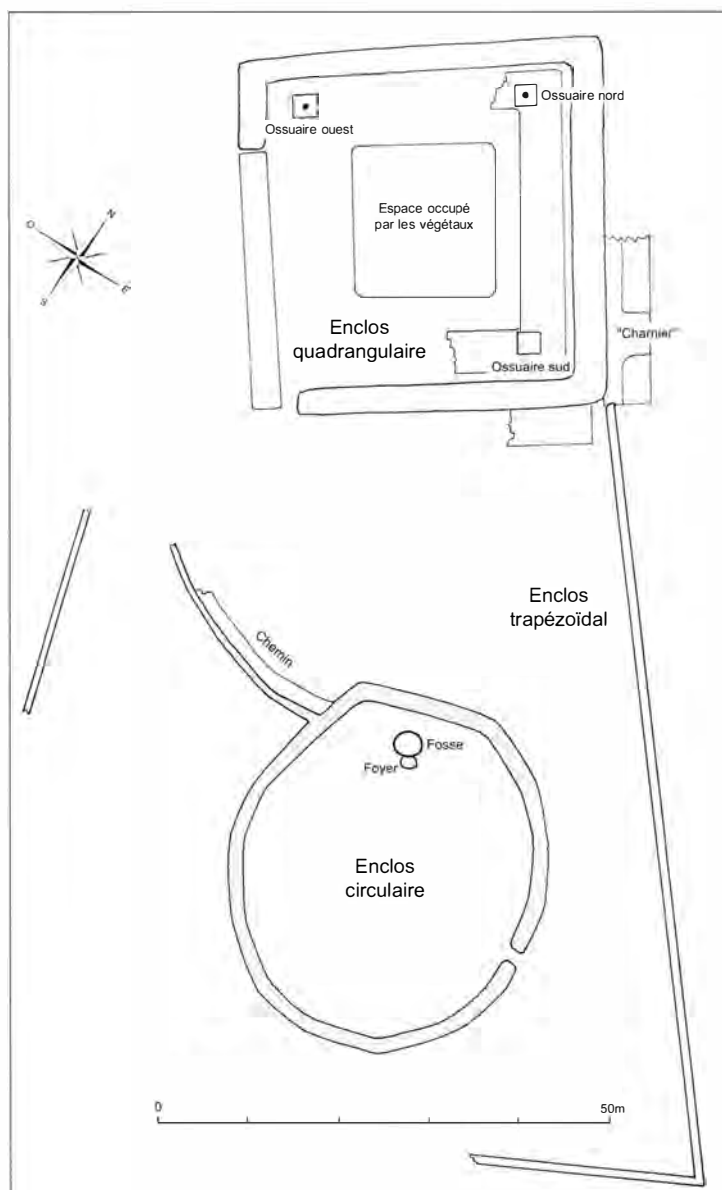 Ossuaire nord
Ossuaire ouest
Espace occupé
par les végétaux
N
O
E
S
Enclos
quadrangulaire
"Charnier"
Ossuaire sud
Enclos
trapézoïdal
Chemin
Fosse
Foyer
Enclos
circulaire
0
50m